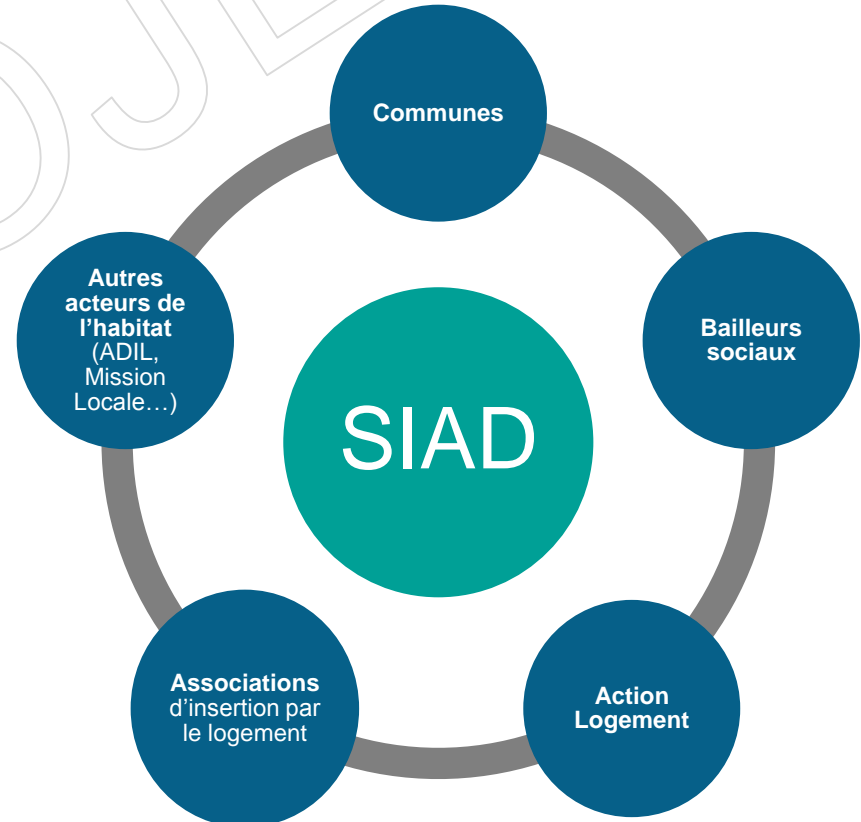 Communes
Bailleurs
sociaux
Action
Logement
Associations
d’insertion par
le logement
Autres
acteurs de
l’habitat
(ADIL,
Mission
Locale…)
SIAD